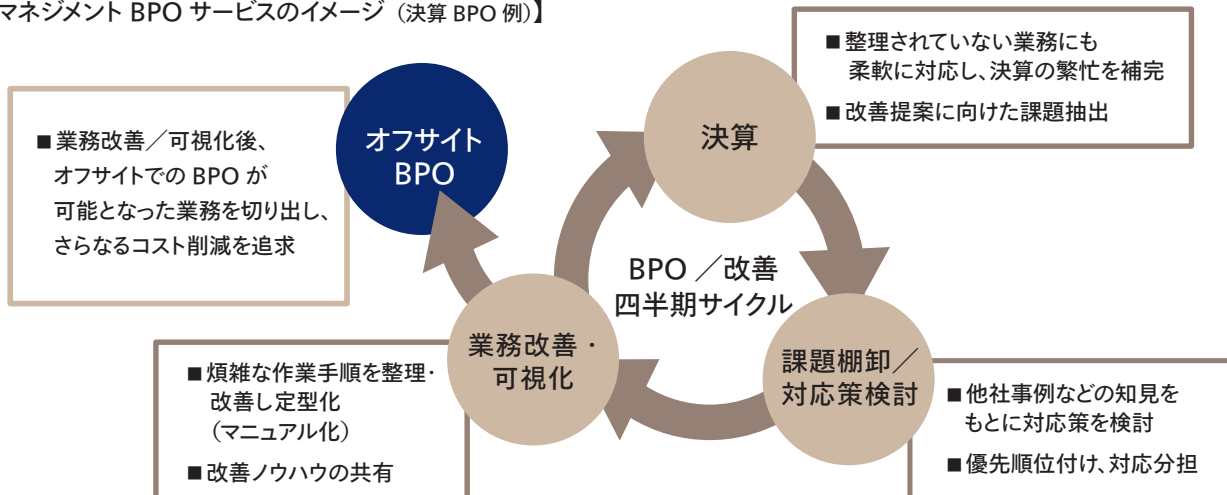 マネジメント BPO サービスのイメージ（決算 BPO 例）】
■ 業務改善／可視化後、
オフサイトでの BPO が
可能となった業務を切り出し、
さらなるコスト削減を追求
オフサイト
BPO
決算
■ 整理されていない業務にも
柔軟に対応し、決算の繁忙を補完
■ 改善提案に向けた課題抽出
BPO ／改善
四半期サイクル
業務改善・
可視化
課題棚卸／
対応策検討
■ 煩雑な作業手順を整理・
改善し定型化
（マニュアル化）
■ 改善ノウハウの共有
■ 他社事例などの知見を
もとに対応策を検討
■ 優先順位付け、対応分担